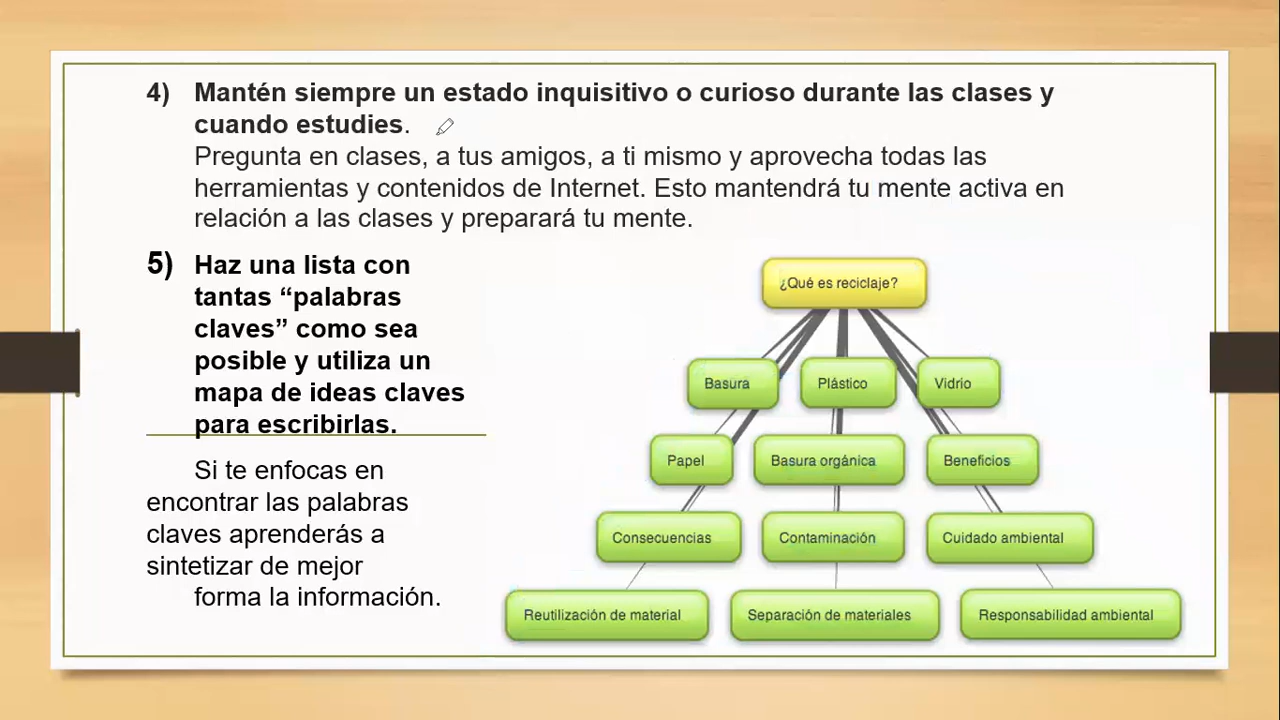 4) Mantén siempre un estado inquisitivo o curioso durante las clases y
cuando estudies.
Pregunta en clases, a tus amigos, a ti mismo y aprovecha todas las
herramientas y contenidos de Internet. Esto mantendrá tu mente activa en
relación a las clases y preparará tu mente.
5) Haz una lista con
tantas “palabras
claves” como sea
posible y utiliza un
mapa de ideas claves
para escribirlas.
Si te enfocas en
encontrar las palabras
claves aprenderás a
sintetizar de mejor
forma la información.
¿Qué es reciclaje?
Basura Plástico Vidrio
Papel Basura orgánica Beneficios
Consecuencias Contaminación Cuidado ambiental
Reutilización de material Separación de materiales Responsabilidad ambiental